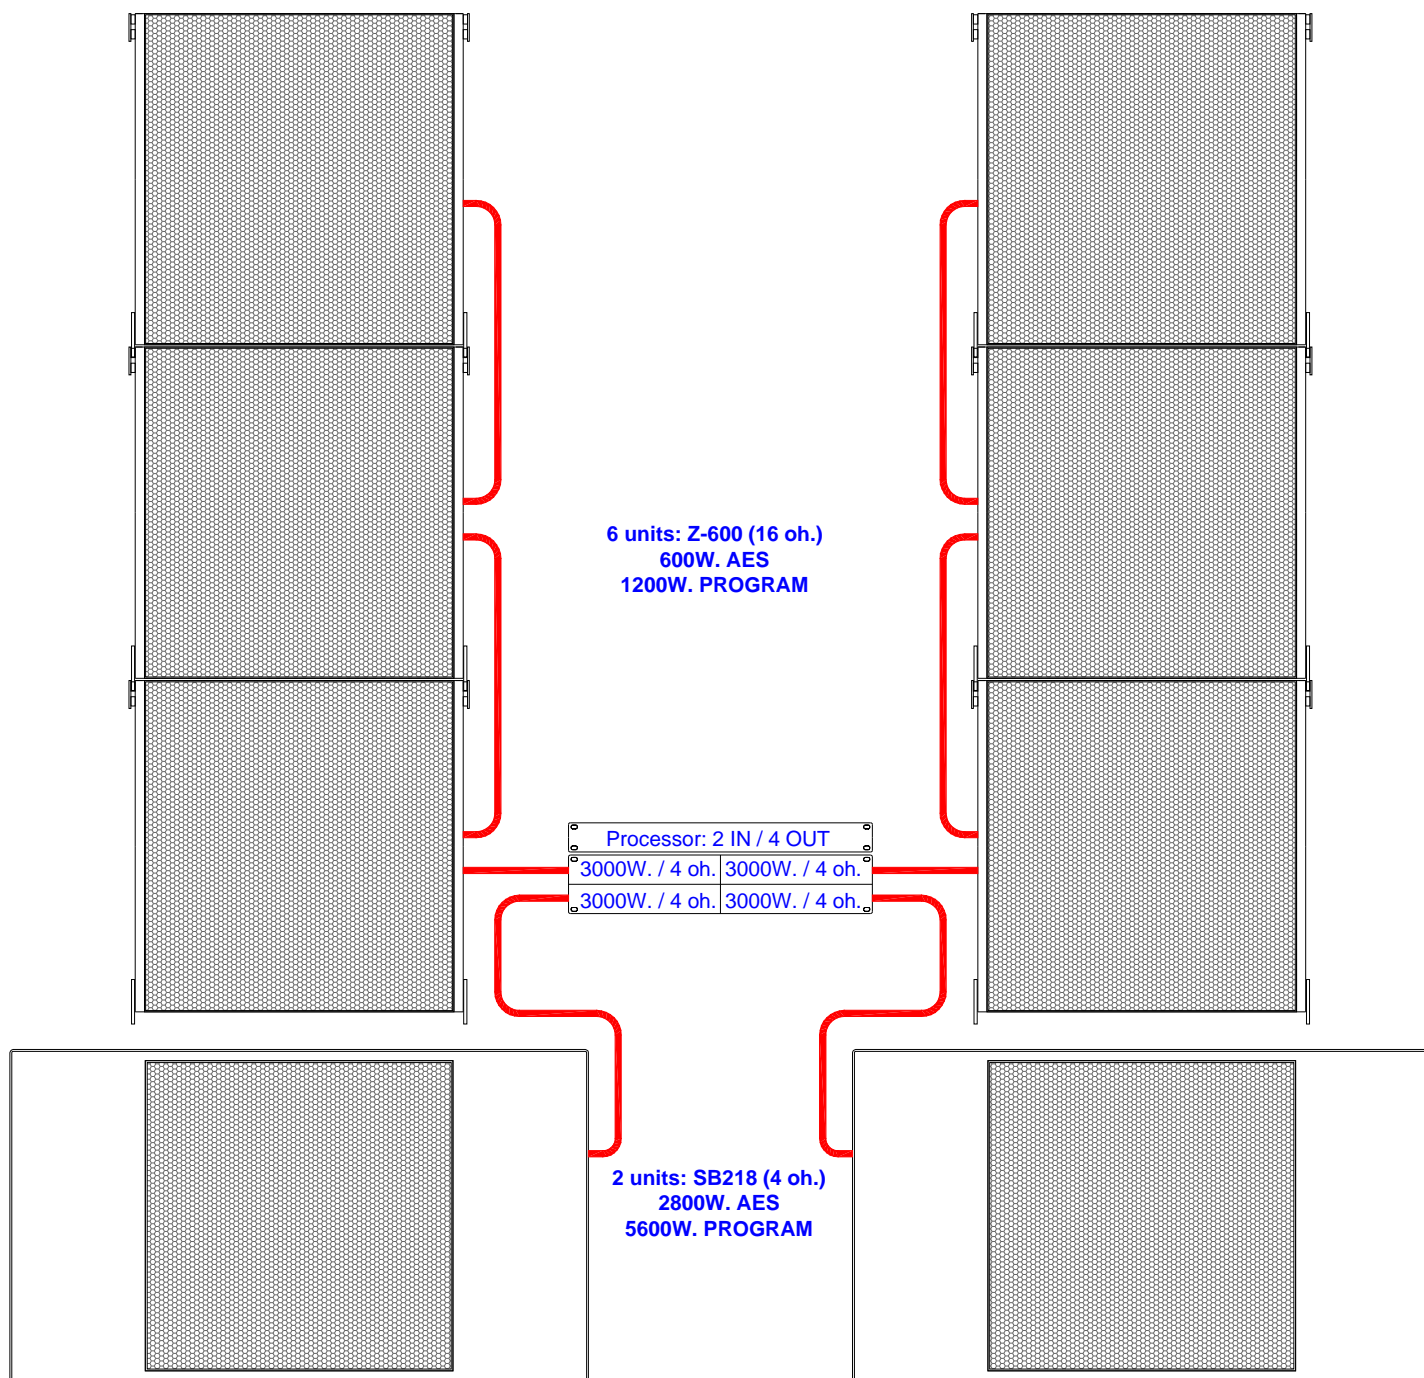 6 units: Z-600 (16 oh.)
600W. AES
1200W. PROGRAM
Processor: 2 IN / 4 OUT
3000W. / 4 oh. 3000W. / 4 oh.
3000W. / 4 oh. 3000W. / 4 oh.
2 units: SB218 (4 oh.)
2800W. AES
5600W. PROGRAM